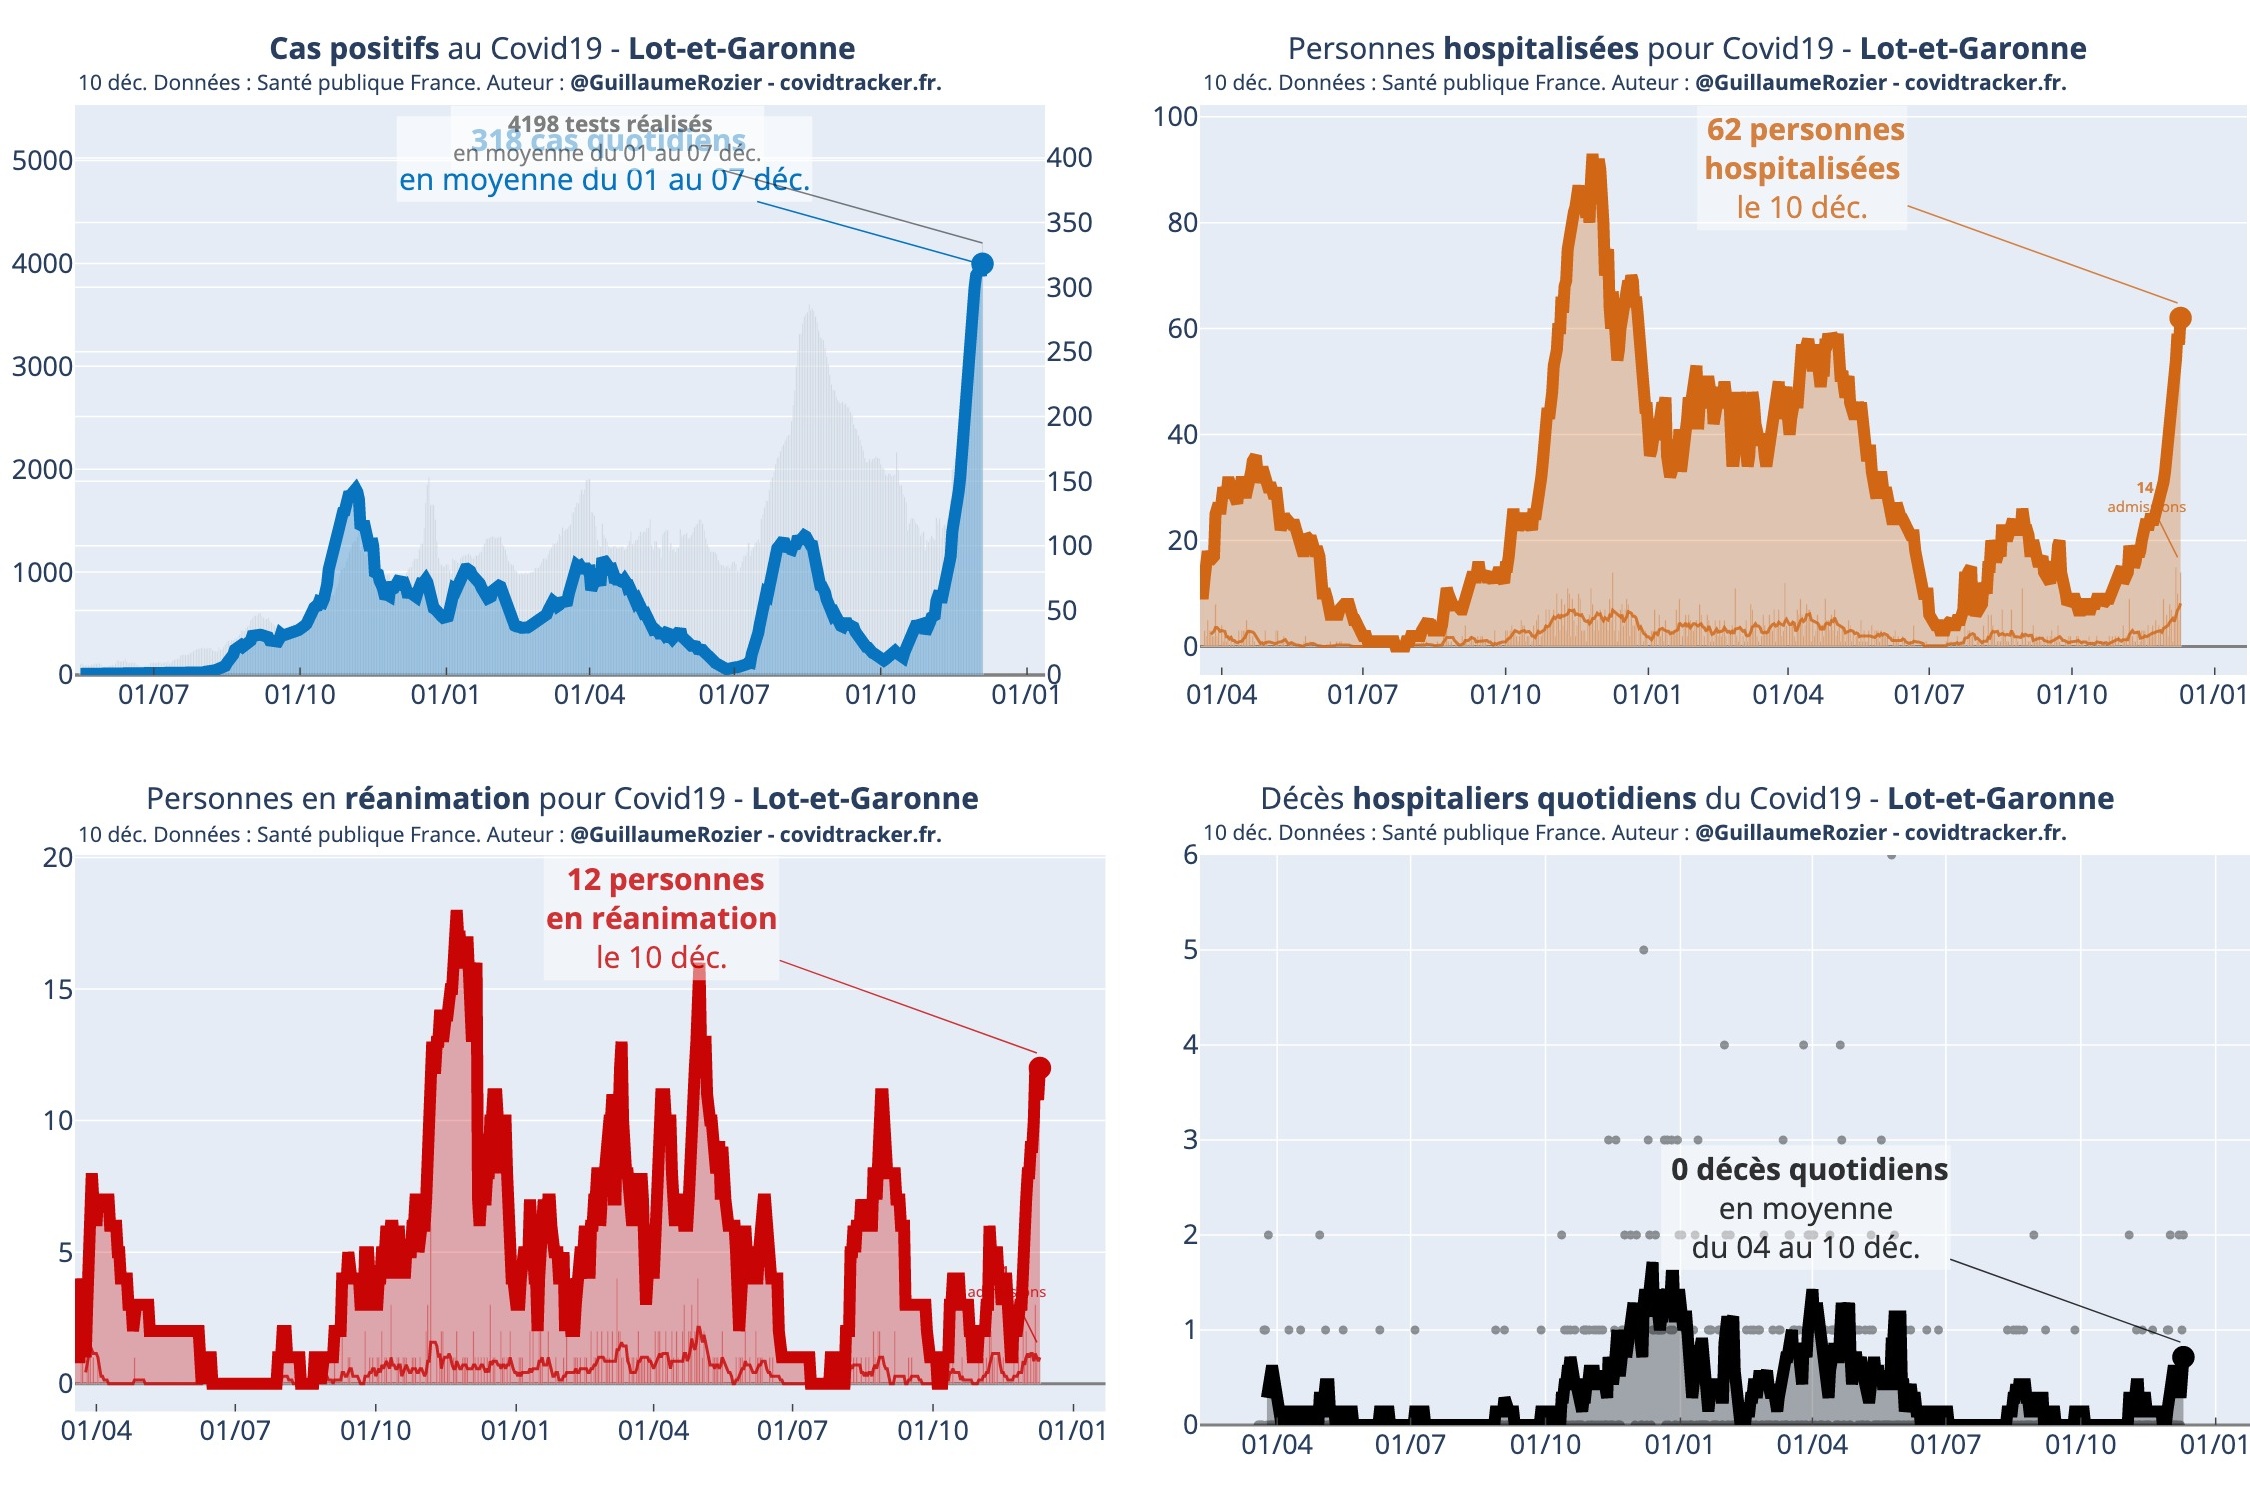 Cas positifs au Covid19 - Lot-et-Garonne
10 déc. Données : Santé publique France. Auteur : @GuillaumeRozier - covidtracker.fr.
4198 tests réalisés
318 cas quotidiens
en moyenne du 01 au 07 déc.
en moyenne du 01 au 07 déc.
5000
4000
3000
2000
1000
0
400
350
300
250
200
150
100
50
0
01/07 01/10 01/01 01/04 01/07 01/10 01/01
Personnes hospitalisées pour Covid19 - Lot-et-Garonne
10 déc. Données : Santé publique France. Auteur : @GuillaumeRozier - covidtracker.fr.
62 personnes
hospitalisées
le 10 déc.
14
admissions
100
80
60
40
20
0
01/04 01/07 01/10 01/01 01/04 01/07 01/10 01/01
Personnes en réanimation pour Covid19 - Lot-et-Garonne
10 déc. Données : Santé publique France. Auteur : @GuillaumeRozier - covidtracker.fr.
12 personnes
en réanimation
le 10 déc.
admissions
20
15
10
5
0
01/04 01/07 01/10 01/01 01/04 01/07 01/10 01/01
Décès hospitaliers quotidiens du Covid19 - Lot-et-Garonne
10 déc. Données : Santé publique France. Auteur : @GuillaumeRozier - covidtracker.fr.
0 décès quotidiens
en moyenne
du 04 au 10 déc.
6
5
4
3
2
1
0
01/04 01/07 01/10 01/01 01/04 01/07 01/10 01/01